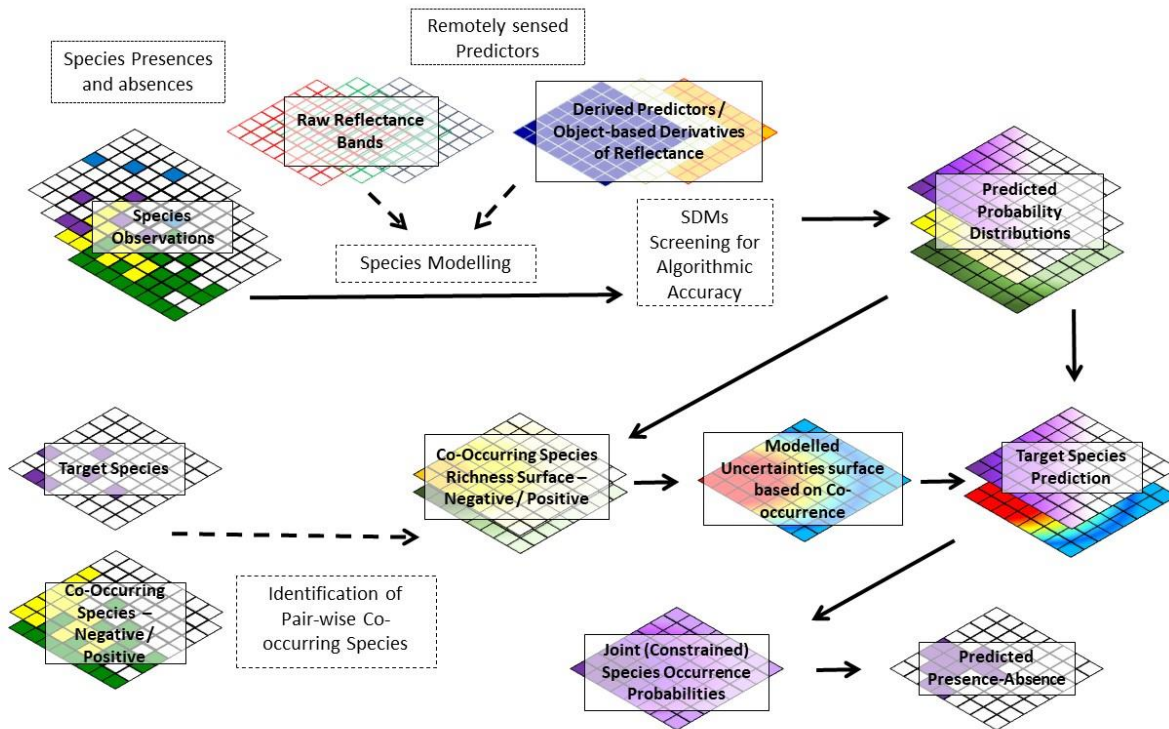 Species Presences
and absences
Remotely sensed
Predictors
Raw Reflectance
Bands
Derived Predictors /
Object-based Derivatives
of Reflectance
Species
Observations
Species Modelling
SDMs
Screening for
Algorithmic
Accuracy
Predicted
Probability
Distributions
Target Species
Co-Occurring Species
Richness Surface –
Negative / Positive
Modelled
Uncertainties surface
based on Co-
occurrence
Target Species
Prediction
Co-Occurring
Species –
Negative /
Positive
Identification of
Pair-wise Co-
occurring Species
Joint (Constrained)
Species Occurrence
Probabilities
Predicted
Presence-Absence